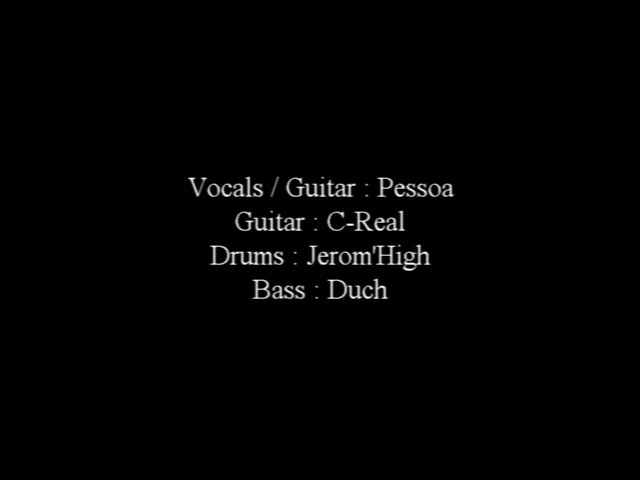 Vocals / Guitar : Pessoa
Guitar : C-Real
Drums : Jerom'High
Bass : Duch